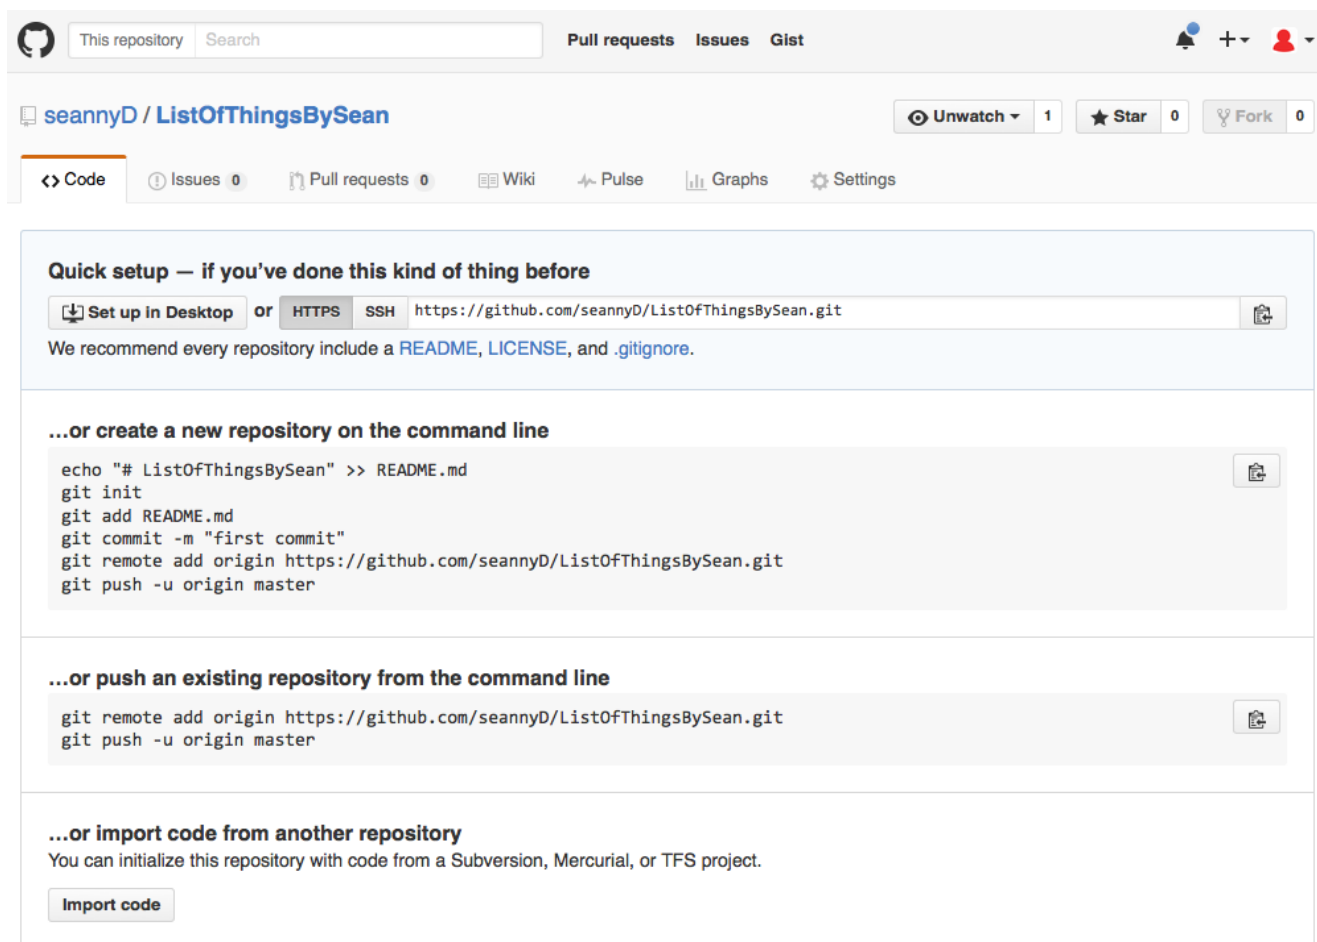 This repository Search Pull requests Issues Gist
seannyD / ListOfThingsBySean Unwatch 1 Star 0 Fork 0
Code Issues 0 Pull requests 0 Wiki Pulse Graphs Settings
Quick setup — if you’ve done this kind of thing before
Set up in Desktop or HTTPS SSH https://github.com/seannyD/ListOfThingsBySean.git
We recommend every repository include a README, LICENSE, and .gitignore.
…or create a new repository on the command line
echo "# ListOfThingsBySean" >> README.md
git init
git add README.md
git commit -m "first commit"
git remote add origin https://github.com/seannyD/ListOfThingsBySean.git
git push -u origin master
…or push an existing repository from the command line
git remote add origin https://github.com/seannyD/ListOfThingsBySean.git
git push -u origin master
…or import code from another repository
You can initialize this repository with code from a Subversion, Mercurial, or TFS project.
Import code